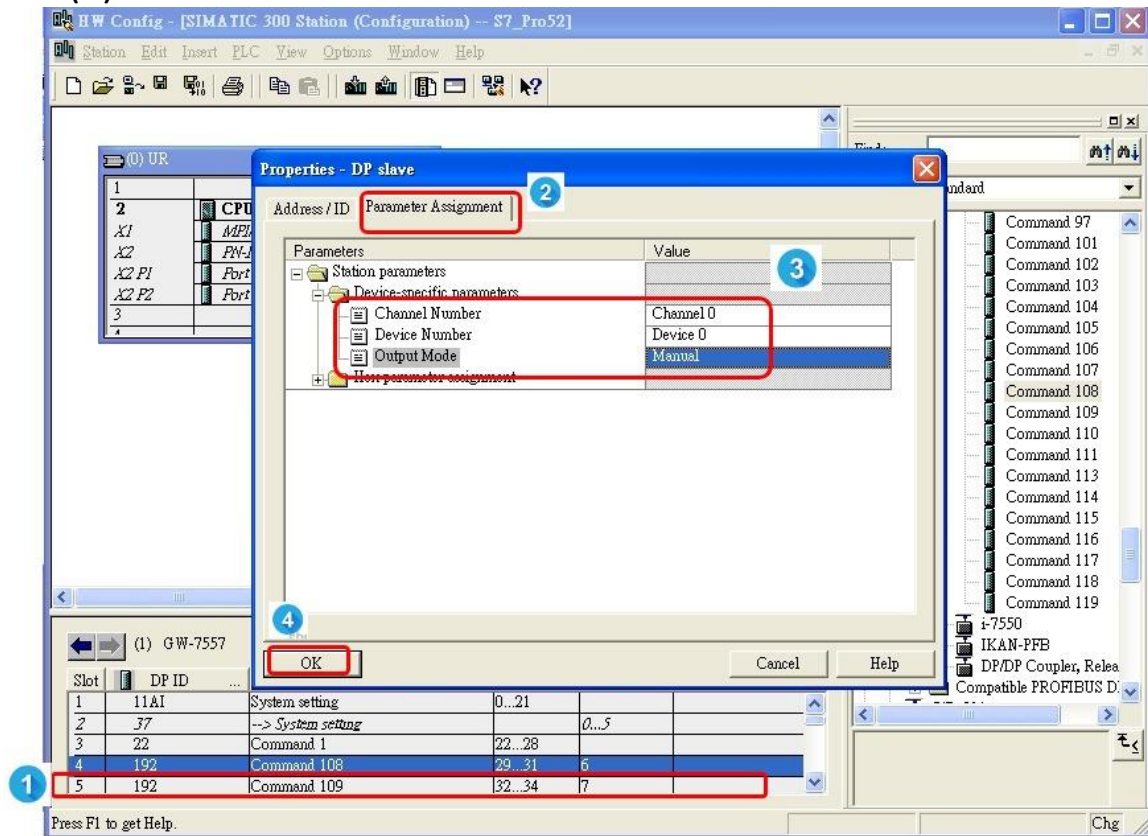 HW Config - [SIMATIC 300 Station (Configuration) -- S7_Pro52]
Station Edit Insert PLC View Options Window Help
(0) UR
1
2 CPU
X1 MPI
X2 PN-I
X2 P1 Port
X2 P2 Port
3
Properties - DP slave
Address / ID Parameter Assignment
2
Parameters Value
3
Station parameters
Device-specific parameters
Channel Number Channel 0
Device Number Device 0
Output Mode Manual
Host parameter assignment
4
OK Cancel Help
Find:
ndard
Command 97
Command 101
Command 102
Command 103
Command 104
Command 105
Command 106
Command 107
Command 108
Command 109
Command 110
Command 111
Command 113
Command 114
Command 115
Command 116
Command 117
Command 118
Command 119
i-7550
IKAN-PFB
DP/DP Coupler, Relea
Compatible PROFIBUS D
(1) GW-7557
Slot DP ID ...
1 11AI System setting 0...21
2 37 --> System setting 0...5
3 22 Command 1 22...28
4 192 Command 108 29...31 6
5 192 Command 109 32...34 7
1
Press F1 to get Help.
Chg